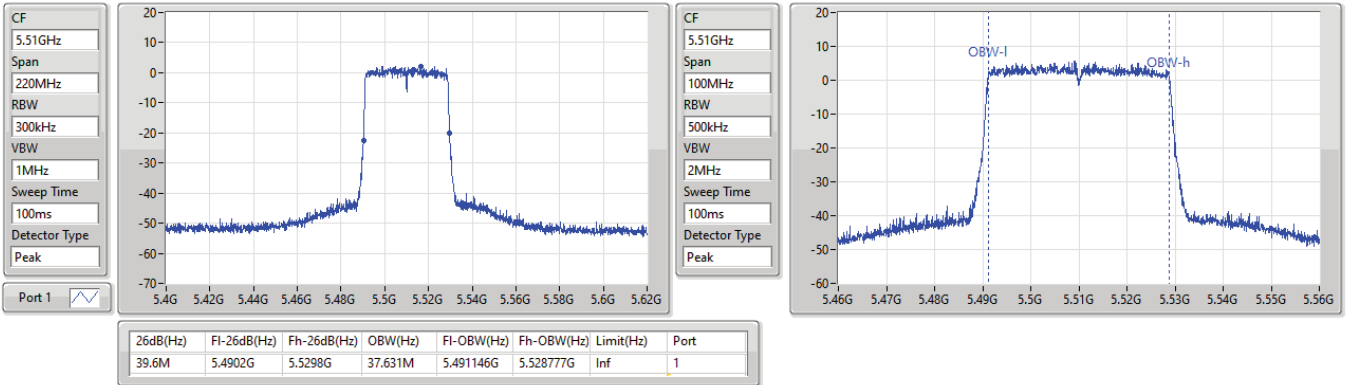 CF
5.51GHz
Span
220MHz
RBW
300kHz
VBW
1MHz
Sweep Time
100ms
Detector Type
Peak
Port 1
20
10
0
-10
-20
-30
-40
-50
-60
-70
5.4G 5.42G 5.44G 5.46G 5.48G 5.5G 5.52G 5.54G 5.56G 5.58G 5.6G 5.62G
CF
5.51GHz
Span
100MHz
RBW
500kHz
VBW
2MHz
Sweep Time
100ms
Detector Type
Peak
20
10
0
-10
-20
-30
-40
-50
-60
OBW-l
OBW-h
5.46G 5.47G 5.48G 5.49G 5.5G 5.51G 5.52G 5.53G 5.54G 5.55G 5.56G
26dB(Hz) Fl-26dB(Hz) Fh-26dB(Hz) OBW(Hz) Fl-OBW(Hz) Fh-OBW(Hz) Limit(Hz) Port
39.6M 5.4902G 5.5298G 37.631M 5.491146G 5.528777G Inf 1